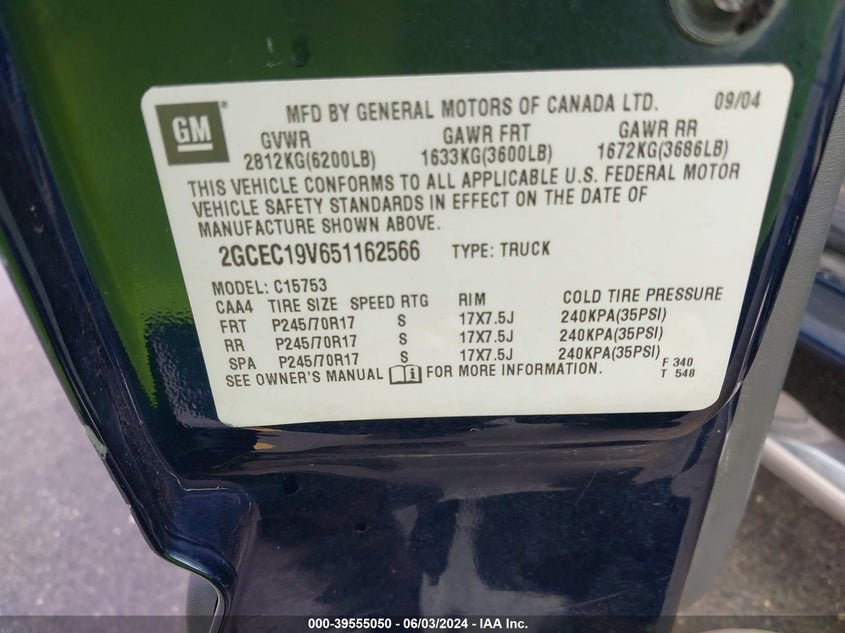 GM® MFD BY GENERAL MOTORS OF CANADA LTD. 09/04
GVWR GAWR FRT GAWR RR
2812KG(6200LB) 1633KG(3600LB) 1672KG(3686LB)
THIS VEHICLE CONFORMS TO ALL APPLICABLE U.S. FEDERAL MOTOR
VEHICLE SAFETY STANDARDS IN EFFECT ON THE DATE OF
MANUFACTURE SHOWN ABOVE.
2GCEC19V651162566 TYPE: TRUCK
MODEL: C15753
CAA4 TIRE SIZE SPEED RTG RIM COLD TIRE PRESSURE
FRT P245/70R17 S 17X7.5J 240KPA(35PSI)
RR P245/70R17 S 17X7.5J 240KPA(35PSI)
SPA P245/70R17 S 17X7.5J 240KPA(35PSI)
SEE OWNER'S MANUAL FOR MORE INFORMATION.
F 340
T 548
000-39555050 - 06/03/2024 - IAA Inc.